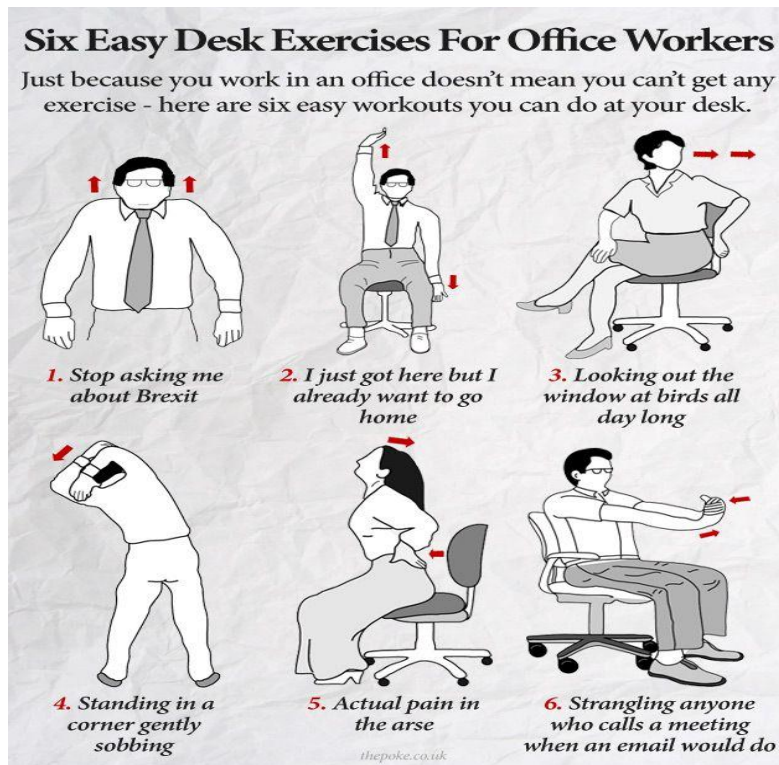 Six Easy Desk Exercises For Office Workers
Just because you work in an office doesn't mean you can't get any
exercise - here are six easy workouts you can do at your desk.
1. Stop asking me
about Brexit
2. I just got here but I
already want to go
home
3. Looking out the
window at birds all
day long
4. Standing in a
corner gently
sobbing
5. Actual pain in
the arse
6. Strangling anyone
who calls a meeting
when an email would do
thepoke.co.uk